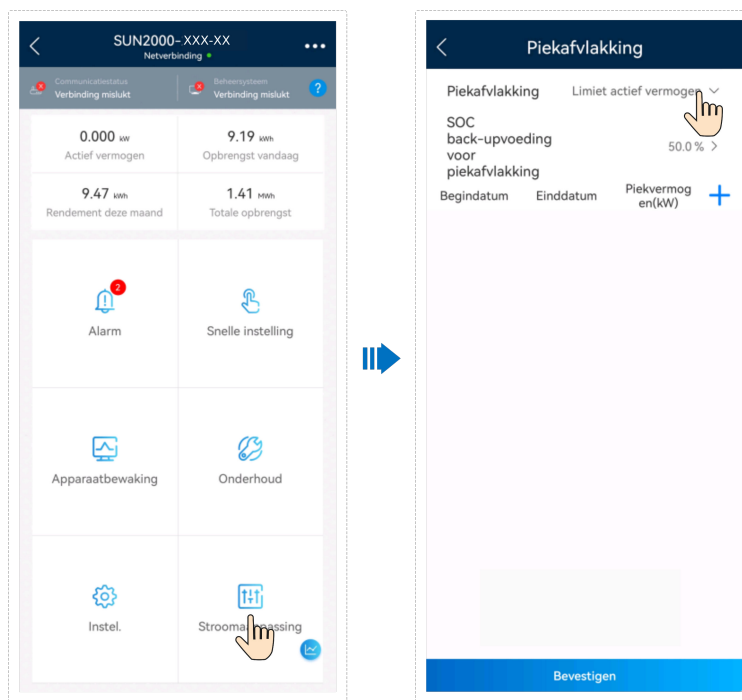 SUN2000- XXX-XX
Netverbinding
Communicatiestatus
Verbinding mislukt
Beheersysteem
Verbinding mislukt
?
0.000 kW
Actief vermogen
9.19 kWh
Opbrengst vandaag
9.47 kWh
Rendement deze maand
1.41 MWh
Totale opbrengst
2
Alarm
Snelle instelling
Apparaatbewaking
Onderhoud
Instel.
Stroomaanpassing
Piekafvlakking
Piekafvlakking
Limiet actief vermogen
SOC
back-upvoeding
voor
piekafvlakking
50.0 %
Begindatum
Einddatum
Piekvermog
en(kW)
Bevestigen